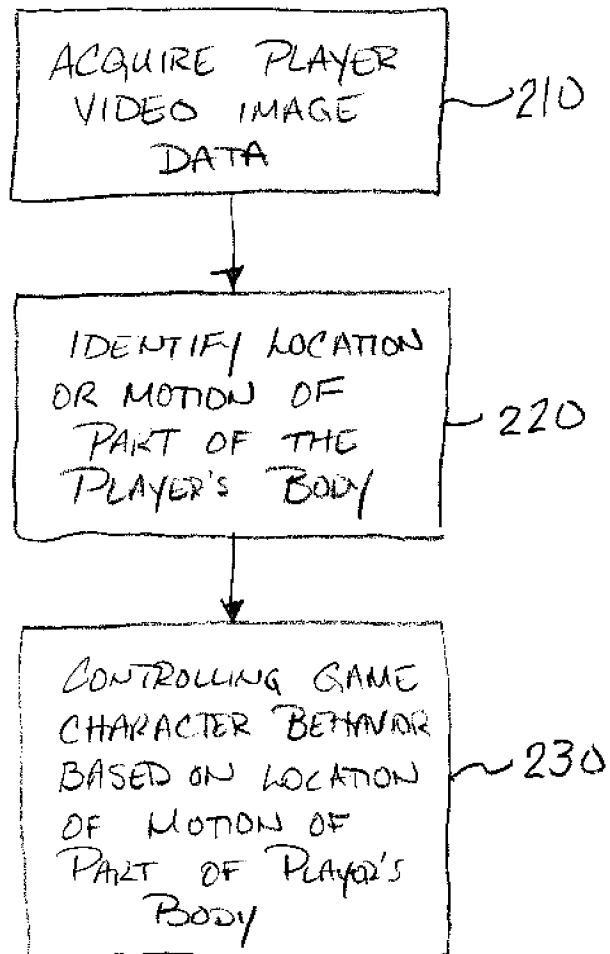 ACQUIRE PLAYER
VIDEO IMAGE
DATA
210
IDENTIFY LOCATION
OR MOTION OF
PART OF THE
PLAYER'S BODY
220
CONTROLLING GAME
CHARACTER BEHAVIOR
BASED ON LOCATION
OF MOTION OF
PART OF PLAYER'S
BODY
230